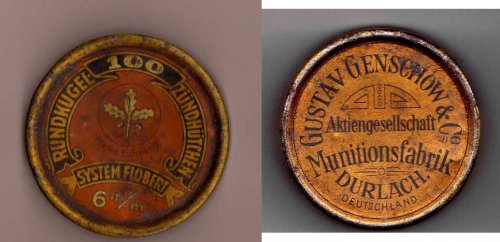 RUNDKUGEL-
100
ZÜNDHÜTCHEN
SYSTEM FLOBERT
6 m/m
GUSTAV GENSCHOW & Co
Aktiengesellschaft
Munitionsfabrik
DURLACH.
DEUTSCHLAND.